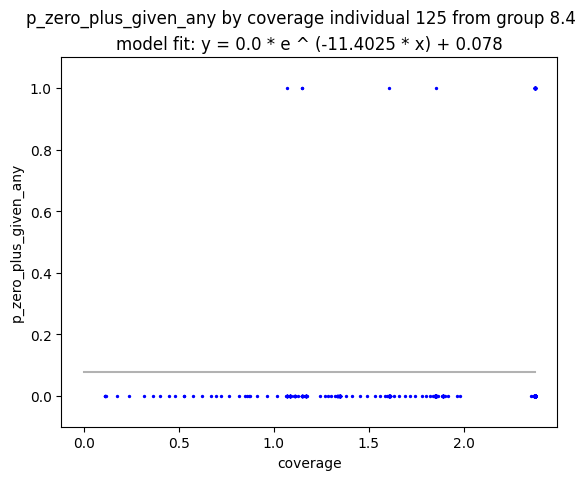 p_zero_plus_given_any by coverage individual 125 from group 8.4
model fit: y = 0.0 * e ^ (-11.4025 * x) + 0.078
1.0
0.8
0.6
0.4
0.2
0.0
p_zero_plus_given_any
0.0 0.5 1.0 1.5 2.0
coverage